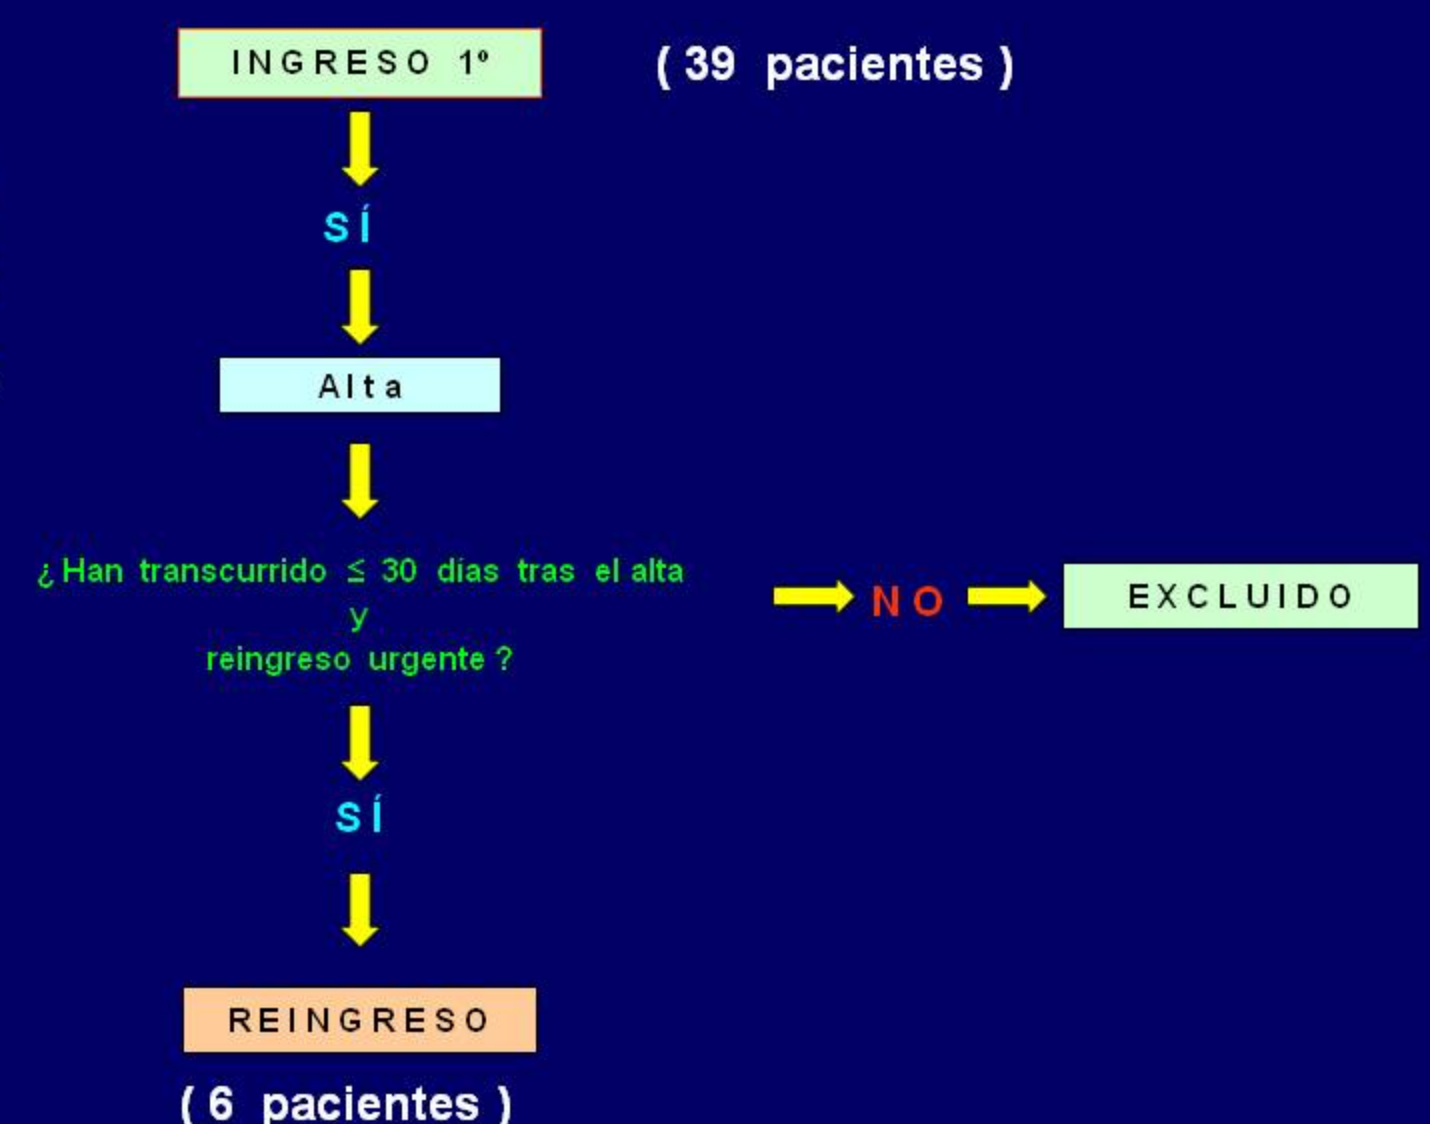 INGRESO 1º
( 39 pacientes )
SÍ
Alta
¿ Han transcurrido ≤ 30 días tras el alta
y
reingreso urgente ?
NO
EXCLUIDO
SÍ
REINGRESO
( 6 pacientes )